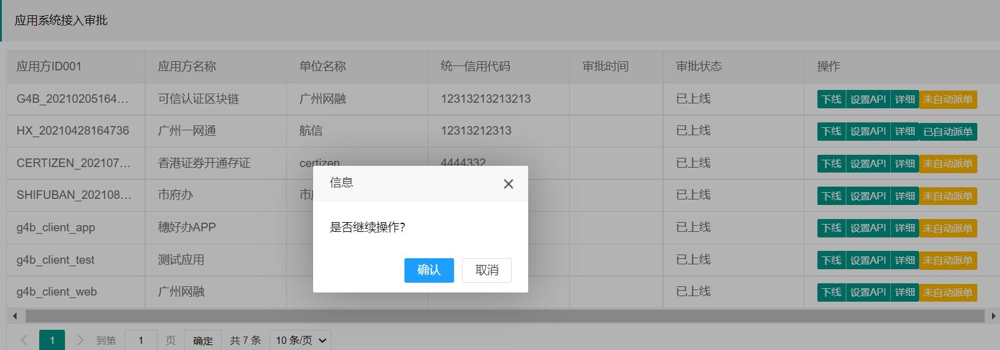 应用系统接入审批
应用方ID001 应用方名称 单位名称 统一信用代码 审批时间 审批状态 操作
G4B_20210205164… 可信认证区块链 广州网融 12313213213213 已上线 下线 设置API 详细 未自动派单
HX_20210428164736 广州一网通 航信 12313212313 已上线 下线 设置API 详细 已自动派单
CERTIZEN_202107… 香港证券开通存证 certizen 4444332 已上线 下线 设置API 详细 未自动派单
信息
SHIFUBAN_202108… 市府办 市 已上线 下线 设置API 详细 未自动派单
是否继续操作？
g4b_client_app 穗好办APP 已上线 下线 设置API 详细 未自动派单
g4b_client_test 测试应用 已上线 下线 设置API 详细 未自动派单
确认 取消
g4b_client_web 广州网融 已上线 下线 设置API 详细 未自动派单
1 到第 1 页 确定 共 7 条 10 条/页